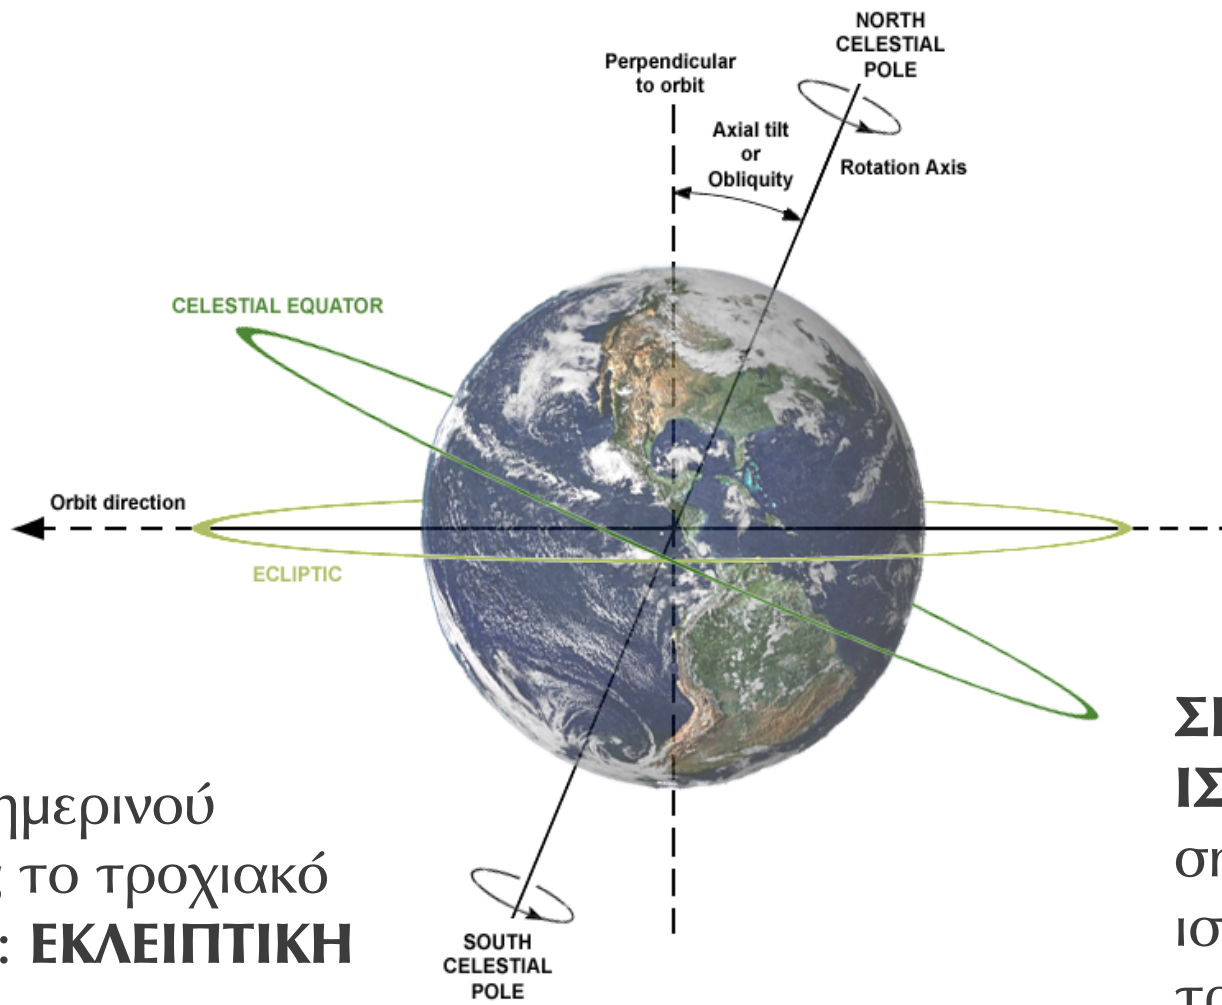 NORTH
CELESTIAL
POLE
Perpendicular
to orbit
Axial tilt
or
Obliquity
Rotation Axis
CELESTIAL EQUATOR
Orbit direction
ECLIPTIC
ημερινού
το τροχιακό
: ΕΚΛΕΙΠΤΙΚΗ
SOUTH
CELESTIAL
POLE